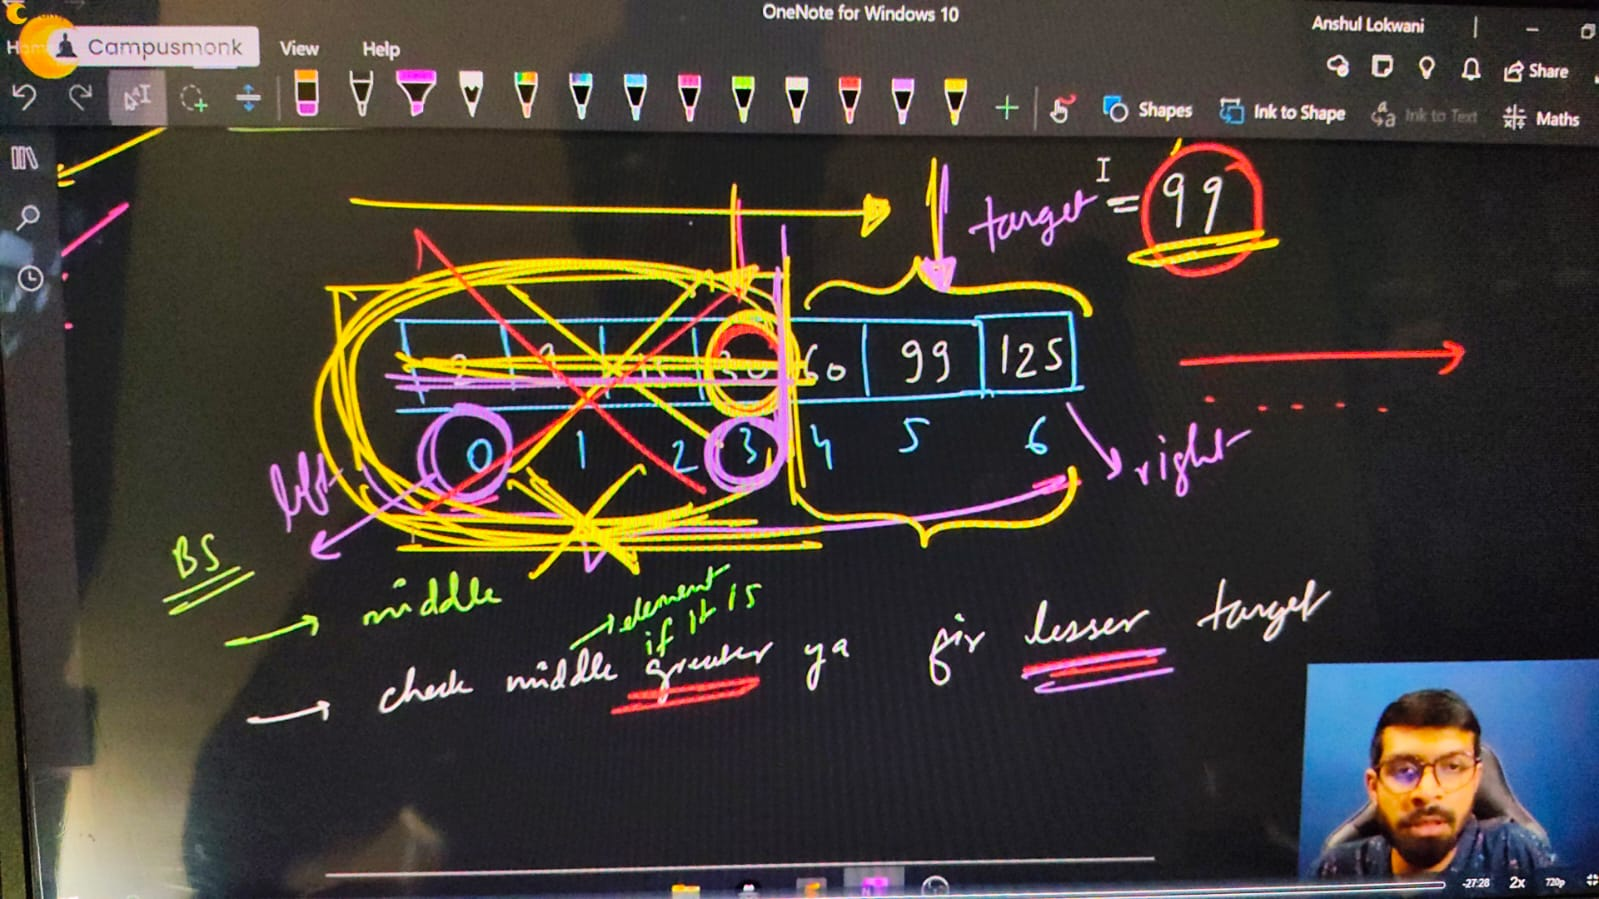 OneNote for Windows 10
Anshul Lokwani
Campusmonk
View Help
Share
Shapes Ink to Shape Ink to Text Maths
target = 99
60 99 125
0 1 2 3 4 5 6
left
right
BS
middle
element
if it is
check middle greater ya fir lesser target
-27:28 2x 720p